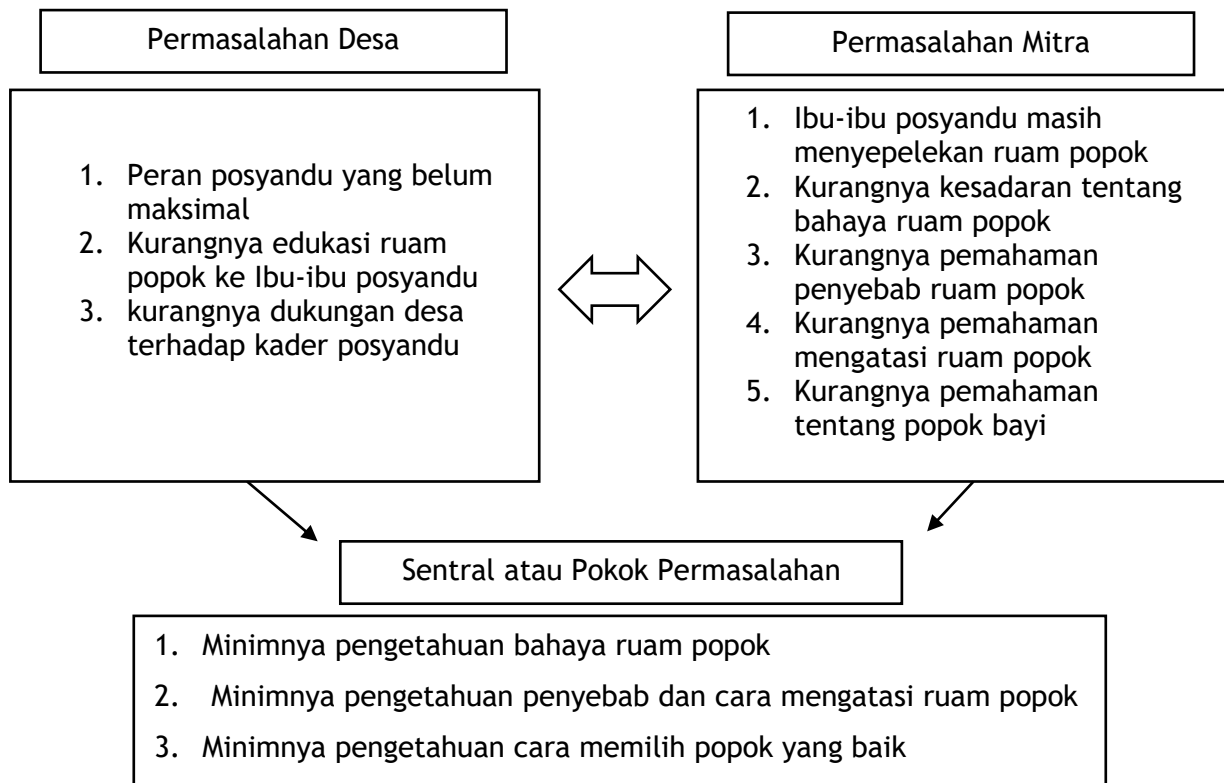 Permasalahan Desa
1. Peran posyandu yang belum
maksimal
2. Kurangnya edukasi ruam
popok ke Ibu-ibu posyandu
3. kurangnya dukungan desa
terhadap kader posyandu
Permasalahan Mitra
1. Ibu-ibu posyandu masih
menyepelekan ruam popok
2. Kurangnya kesadaran tentang
bahaya ruam popok
3. Kurangnya pemahaman
penyebab ruam popok
4. Kurangnya pemahaman
mengatasi ruam popok
5. Kurangnya pemahaman
tentang popok bayi
Sentral atau Pokok Permasalahan
1. Minimnya pengetahuan bahaya ruam popok
2. Minimnya pengetahuan penyebab dan cara mengatasi ruam popok
3. Minimnya pengetahuan cara memilih popok yang baik